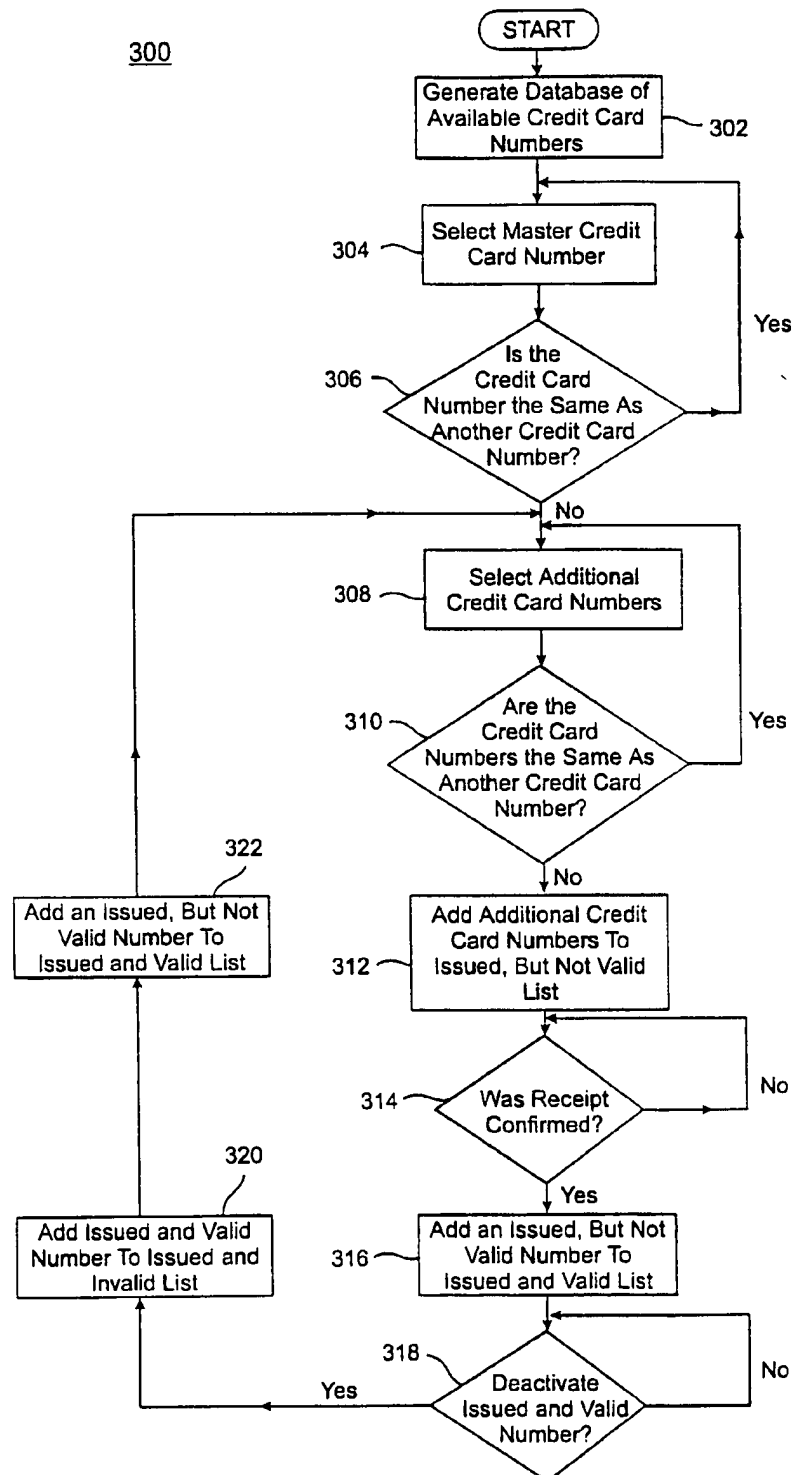 300
START
Generate Database of
Available Credit Card
Numbers
302
Select Master Credit
Card Number
304
Is the
Credit Card
Number the Same As
Another Credit Card
Number?
306
Yes
No
Select Additional
Credit Card Numbers
308
Are the
Credit Card
Numbers the Same As
Another Credit Card
Number?
310
Yes
No
Add Additional Credit
Card Numbers To
Issued, But Not Valid
List
312
Was Receipt
Confirmed?
314
No
Yes
Add an Issued, But Not
Valid Number To
Issued and Valid List
316
Deactivate
Issued and Valid
Number?
318
No
Yes
Add Issued and Valid
Number To Issued and
Invalid List
320
Add an Issued, But Not
Valid Number To
Issued and Valid List
322